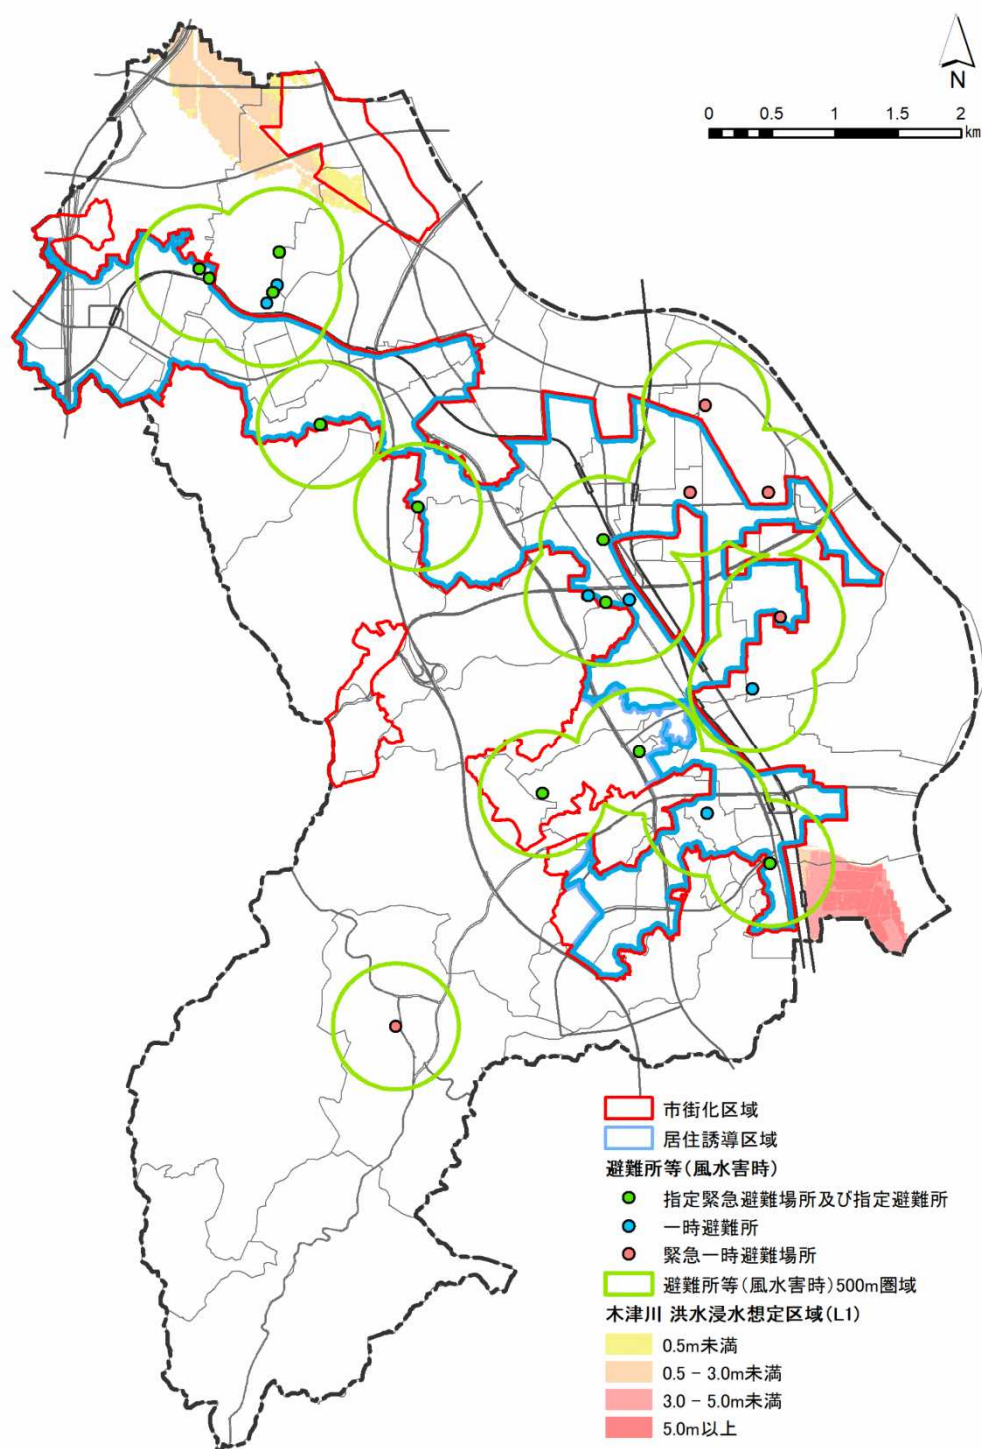 N
0 0.5 1 1.5 2
km
市街化区域
居住誘導区域
避難所等(風水害時)
指定緊急避難場所及び指定避難所
一時避難所
緊急一時避難場所
避難所等(風水害時)500m圏域
木津川 洪水浸水想定区域(L1)
0.5m未満
0.5 - 3.0m未満
3.0 - 5.0m未満
5.0m以上